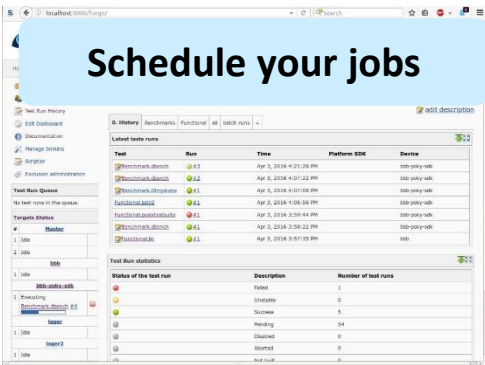 localhost:8080/fuego/
Search
Schedule your jobs
Test Run History
Edit Dashboard
Documentation
Manage Jenkins
Scriptler
Exclusion administration
Test Run Queue
No test runs in the queue.
Targets Status
# Master
1 Idle
2 Idle
bbb
1 Idle
bbb-poky-sdk
1 Executing
Benchmark.dbench #4
lager
1 Idle
lager2
1 Idle
add description
0. History Benchmarks Functional all batch runs +
Latest tests runs
Test Run Time Platform SDK Device
Benchmark.dbench #3 Apr 3, 2016 4:21:28 PM bbb-poky-sdk
Benchmark.dbench #2 Apr 3, 2016 4:07:22 PM bbb-poky-sdk
Benchmark.Dhrystone #1 Apr 3, 2016 4:07:08 PM bbb-poky-sdk
Functional.bzip2 #1 Apr 3, 2016 4:06:56 PM bbb-poky-sdk
Functional.posixtestsuite #1 Apr 3, 2016 3:59:44 PM bbb-poky-sdk
Benchmark.dbench #1 Apr 3, 2016 3:58:22 PM bbb-poky-sdk
Functional.bc #1 Apr 3, 2016 3:57:35 PM bbb
Test Run statistics
Status of the test run Description Number of test runs
Failed 1
Unstable 0
Success 5
Pending 54
Disabled 0
Aborted 0
Not built 0